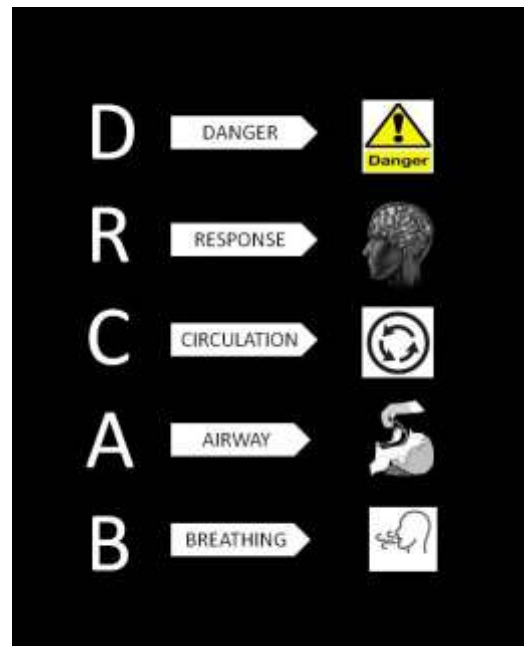 D DANGER Danger
R RESPONSE
C CIRCULATION
A AIRWAY
B BREATHING